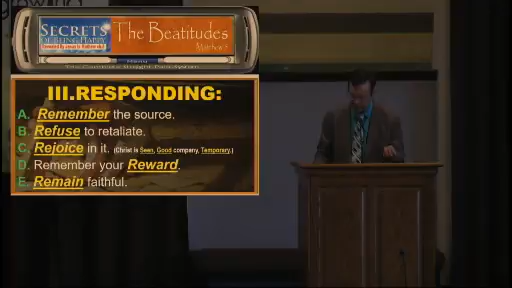 SECRETS
OF BEING HAPPY
The Beatitudes
Matthew 5
III.RESPONDING:
A. Remember the source.
B. Refuse to retaliate.
C. Rejoice in it. (Christ is Seen, Good company, Temporary.)
D. Remember your Reward.
E. Remain faithful.